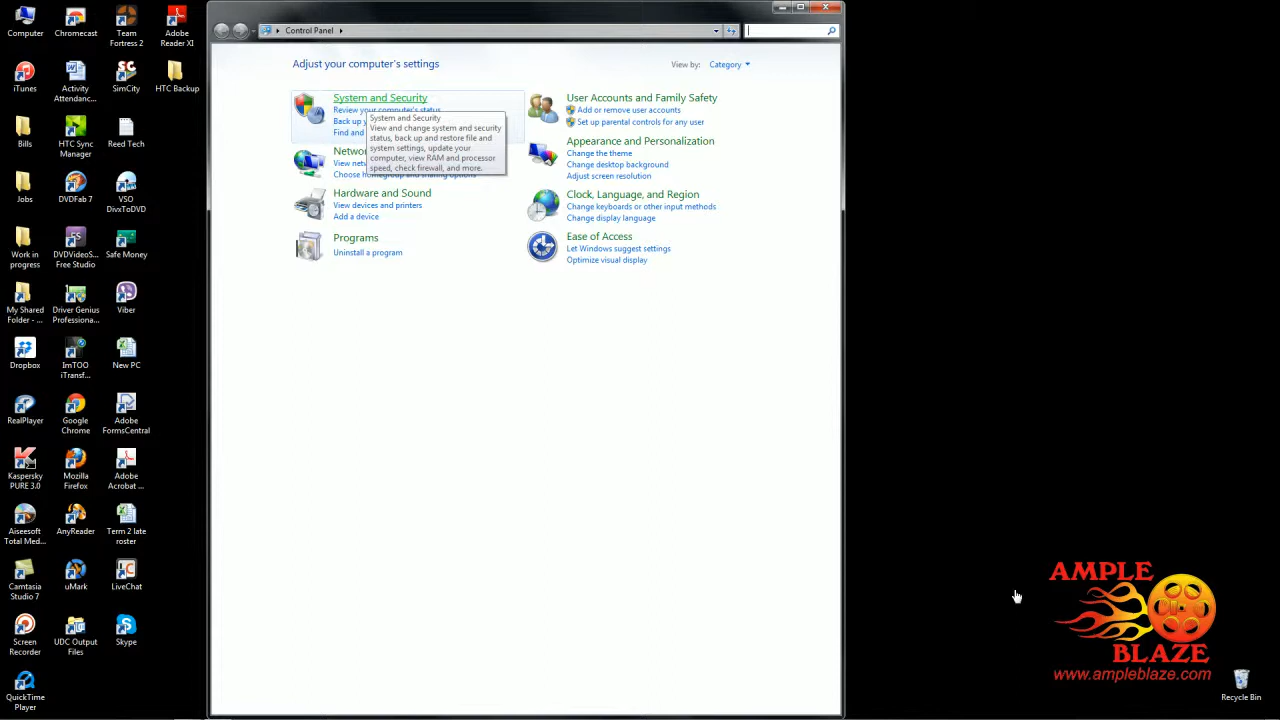 Computer
Chromecast
Team
Fortress 2
Adobe
Reader XI
iTunes
Activity
Attendanc...
SimCity
HTC Backup
Bills
HTC Sync
Manager
Reed Tech
Jobs
DVDFab 7
VSO
DivxToDVD
Work in
progress
DVDVideoS...
Free Studio
Safe Money
My Shared
Folder - ...
Driver Genius
Professiona...
Viber
Dropbox
ImTOO
iTransf...
New PC
RealPlayer
Google
Chrome
Adobe
FormsCentral
Kaspersky
PURE 3.0
Mozilla
Firefox
Adobe
Acrobat ...
Aiseesoft
Total Med...
AnyReader
Term 2 late
roster
Camtasia
Studio 7
uMark
LiveChat
Screen
Recorder
UDC Output
Files
Skype
QuickTime
Player
Control Panel
Adjust your computer's settings
View by: Category
System and Security
Review your computer's status
Back up
Find and
System and Security
View and change system and security
status, back up and restore file and
system settings, update your
computer, view RAM and processor
speed, check firewall, and more.
View
Choose homegroup and sharing options
Hardware and Sound
View devices and printers
Add a device
Programs
Uninstall a program
User Accounts and Family Safety
Add or remove user accounts
Set up parental controls for any user
Appearance and Personalization
Change the theme
Change desktop background
Adjust screen resolution
Clock, Language, and Region
Change keyboards or other input methods
Change display language
Ease of Access
Let Windows suggest settings
Optimize visual display
AMPLE
BLAZE
www.ampleblaze.com
Recycle Bin